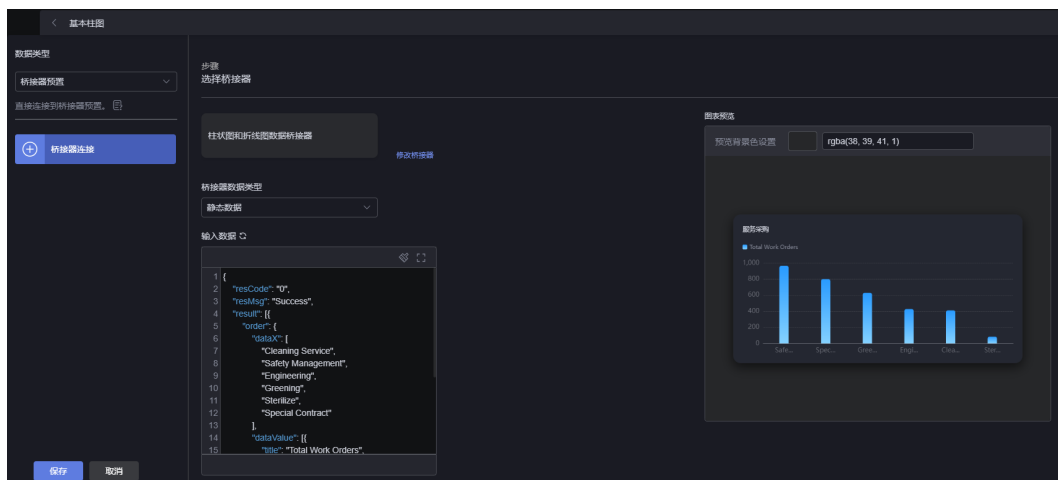 基本柱图
数据类型
桥接器预置
直接连接到桥接器预置。
桥接器连接
保存
取消
步骤
选择桥接器
柱状图和折线图数据桥接器
修改桥接器
桥接器数据类型
静态数据
输入数据
1 {
2 "resCode": "0",
3 "resMsg": "Success",
4 "result": [{
5 "order": {
6 "dataX": [
7 "Cleaning Service",
8 "Safety Management",
9 "Engineering",
10 "Greening",
11 "Sterilize",
12 "Special Contract"
13 ],
14 "dataValue": [{
15 "title": "Total Work Orders",
图表预览
预览背景色设置
rgba(38, 39, 41, 1)
服务采购
Total Work Orders
1,000
800
600
400
200
0
Safe... Spec... Gree... Engi... Clea... Ster...